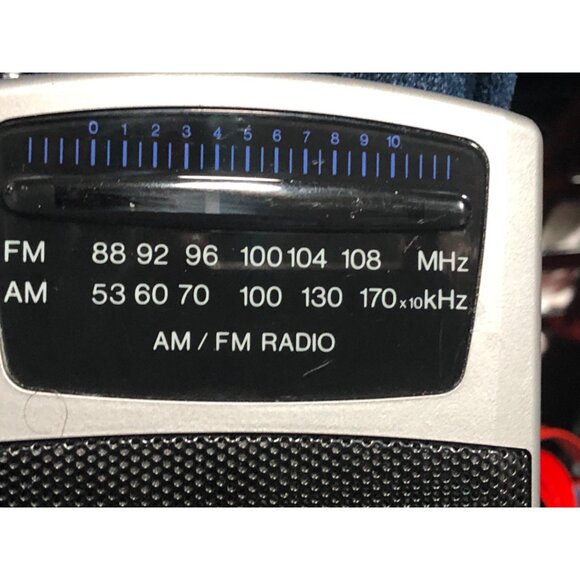 0 1 2 3 4 5 6 7 8 9 10
FM 88 92 96 100 104 108 MHz
AM 53 60 70 100 130 170 x10kHz
AM / FM RADIO